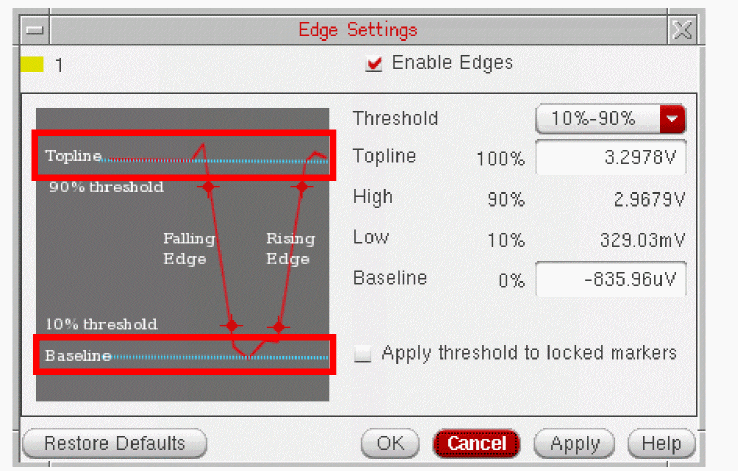 Edge Settings
1
Enable Edges
Threshold 10%-90%
Topline 100% 3.2978V
High 90% 2.9679V
Low 10% 329.03mV
Baseline 0% -835.96uV
Apply threshold to locked markers
Topline
90% threshold
Falling Edge
Rising Edge
10% threshold
Baseline
Restore Defaults OK Cancel Apply Help